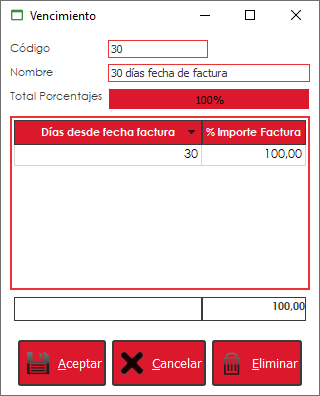 Vencimiento
Código 30
Nombre 30 días fecha de factura
Total Porcentajes 100%
Días desde fecha factura % Importe Factura
30 100,00
100,00
Aceptar Cancelar Eliminar